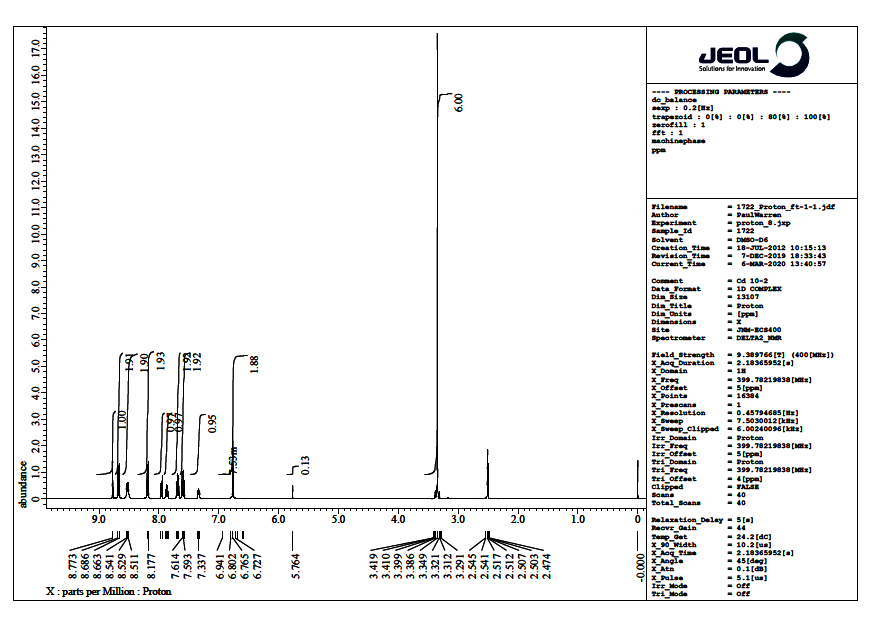 JEOL
Solutions for Innovation
---- PROCESSING PARAMETERS ----
dc_balance
sexp : 0.2[Hz]
trapezoid : 0[%] : 0[%] : 80[%] : 100[%]
zerofill : 1
fft : 1
machinephase
ppm
Filename = 1722_Proton_ft-1-1.jdf
Author = PaulWarren
Experiment = proton_8.jxp
Sample_Id = 1722
Solvent = DMSO-D6
Creation_Time = 18-JUL-2012 10:15:13
Revision_Time = 7-DEC-2019 18:33:43
Current_Time = 6-MAR-2020 13:40:57
Comment = Cd 10-2
Data_Format = 1D COMPLEX
Dim_Size = 13107
Dim_Title = Proton
Dim_Units = [ppm]
Dimensions = X
Site = JNM-ECS400
Spectrometer = DELTA2_NMR
Field_Strength = 9.389766[T] (400[MHz])
X_Acq_Duration = 2.18365952[s]
X_Domain = 1H
X_Freq = 399.78219838[MHz]
X_Offset = 5[ppm]
X_Points = 16384
X_Prescans = 1
X_Resolution = 0.45794685[Hz]
X_Sweep = 7.5030012[kHz]
X_Sweep_Clipped = 6.00240096[kHz]
Irr_Domain = Proton
Irr_Freq = 399.78219838[MHz]
Irr_Offset = 5[ppm]
Tri_Domain = Proton
Tri_Freq = 399.78219838[MHz]
Tri_Offset = 4[ppm]
Clipped = FALSE
Scans = 40
Total_Scans = 40
Relaxation_Delay = 5[s]
Recvr_Gain = 44
Temp_Get = 24.2[dC]
X_90_Width = 10.2[us]
X_Acq_Time = 2.18365952[s]
X_Angle = 45[deg]
X_Atn = 0.1[dB]
X_Pulse = 5.1[us]
Irr_Mode = Off
Tri_Mode = Off
abundance
17.0
16.0
15.0
14.0
13.0
12.0
11.0
10.0
9.0
8.0
7.0
6.0
5.0
4.0
3.0
2.0
1.0
0
1.00
1.91
1.90
1.93
0.97
0.97
1.92
1.92
0.95
1.88
0.13
6.00
9.0 8.0 7.0 6.0 5.0 4.0 3.0 2.0 1.0 0
8.773
8.686
8.663
8.541
8.529
8.511
8.177
7.614
7.593
7.337
6.941
6.802
6.765
6.727
5.764
3.419
3.410
3.399
3.386
3.349
3.321
3.312
3.291
2.545
2.541
2.517
2.512
2.507
2.503
2.474
-0.000
X : parts per Million : Proton